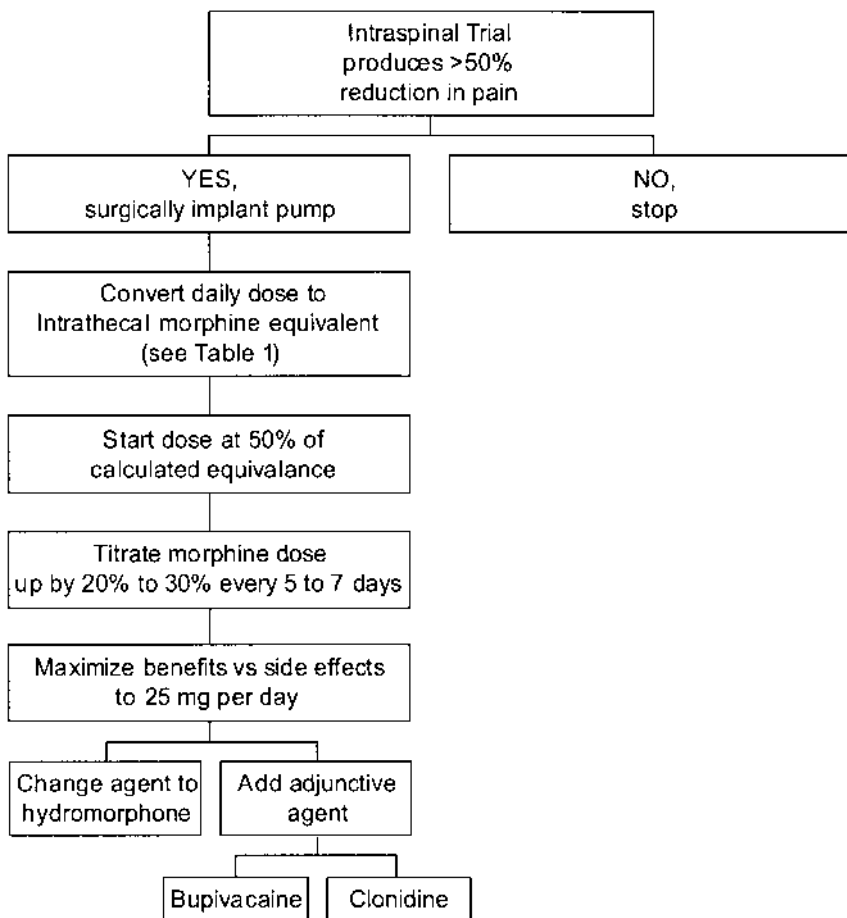 Intraspinal Trial
produces >50%
reduction in pain
YES,
surgically implant pump
NO,
stop
Convert daily dose to
Intrathecal morphine equivalent
(see Table 1)
Start dose at 50% of
calculated equivalance
Titrate morphine dose
up by 20% to 30% every 5 to 7 days
Maximize benefits vs side effects
to 25 mg per day
Change agent to
hydromorphone
Add adjunctive
agent
Bupivacaine
Clonidine